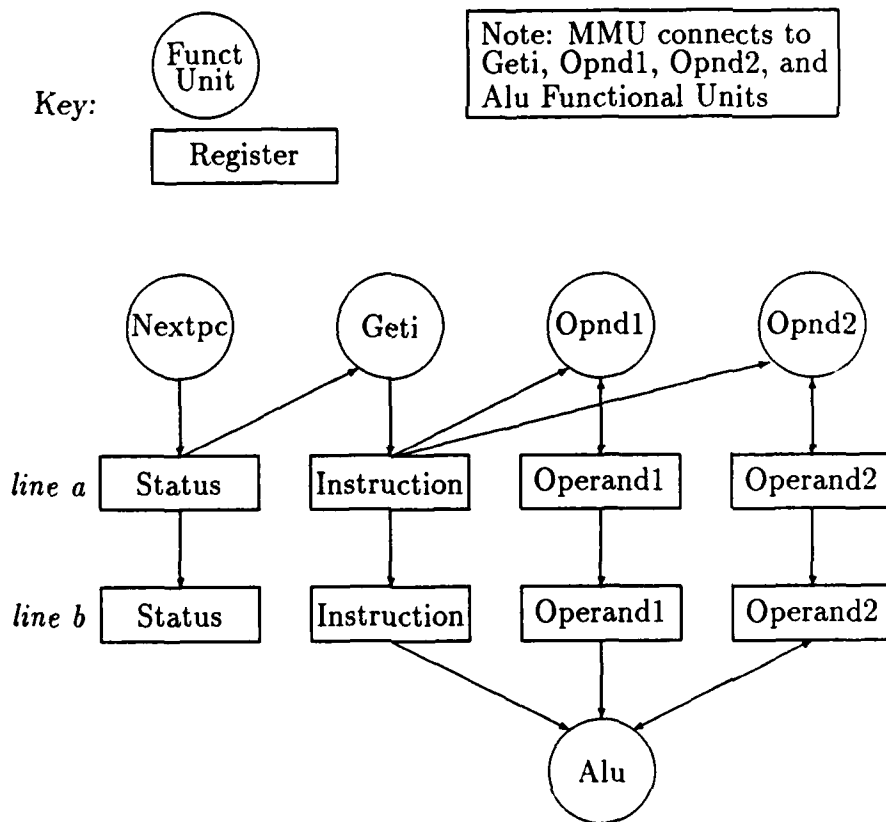 Funct
Unit
Key:
Register
Note: MMU connects to
Geti, Opnd1, Opnd2, and
Alu Functional Units
Nextpc
Geti
Opnd1
Opnd2
line a
Status
Instruction
Operand1
Operand2
line b
Status
Instruction
Operand1
Operand2
Alu